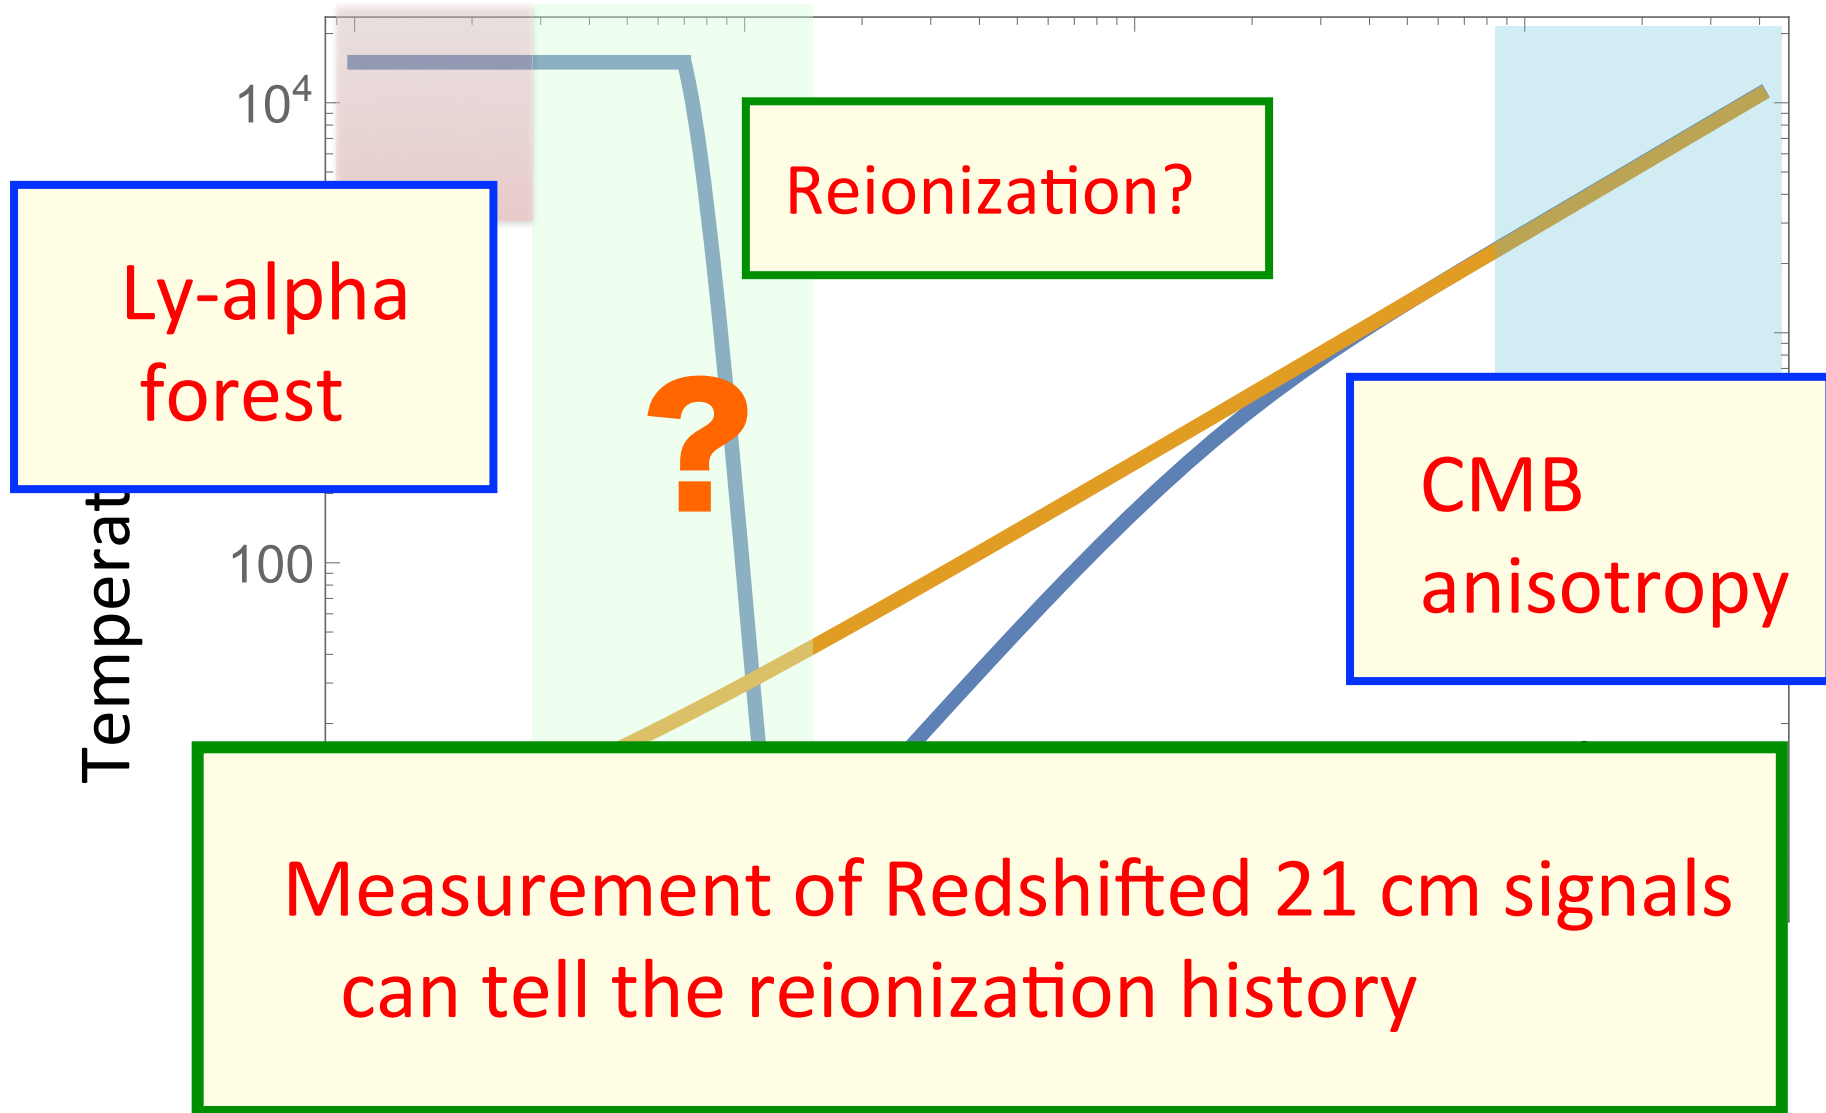 10⁴
Reionization?
Ly-alpha
forest
?
CMB
anisotropy
100
Measurement of Redshifted 21 cm signals
can tell the reionization history